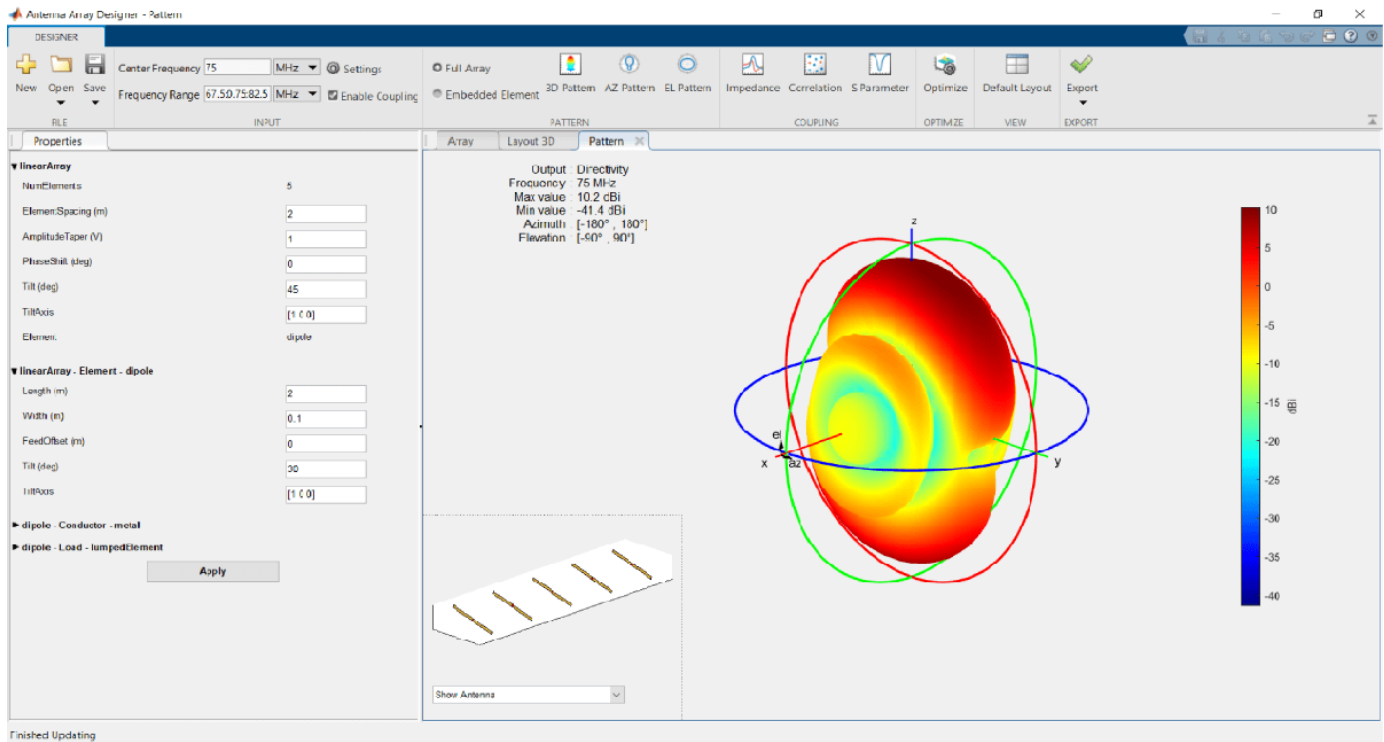 Antenna Array Designer - Pattern
DESIGNER
New Open Save
FILE
Center Frequency 75 MHz Settings
Frequency Range 67.5:0.75:82.5 MHz Enable Coupling
INPUT
Full Array
Embedded Element
3D Pattern AZ Pattern EL Pattern
PATTERN
Impedance Correlation S Parameter
COUPLING
Optimize
OPTIMIZE
Default Layout
VIEW
Export
EXPORT
Properties
linearArray
NumElements 5
ElementSpacing (m) 2
AmplitudeTaper (V) 1
PhaseShift (deg) 0
Tilt (deg) 45
TiltAxis [1 0 0]
Element dipole
linearArray - Element - dipole
Length (m) 2
Width (m) 0.1
FeedOffset (m) 0
Tilt (deg) 30
TiltAxis [1 0 0]
dipole - Conductor - metal
dipole - Load - lumpedElement
Apply
Array Layout 3D Pattern
Output : Directivity
Frequency : 75 MHz
Max value : 10.2 dBi
Min value : -41.4 dBi
Azimuth : [-180° , 180°]
Elevation : [-90° , 90°]
z
el
x az
y
10
5
0
-5
-10
-15
-20
-25
-30
-35
-40
dBi
Show Antenna
Finished Updating